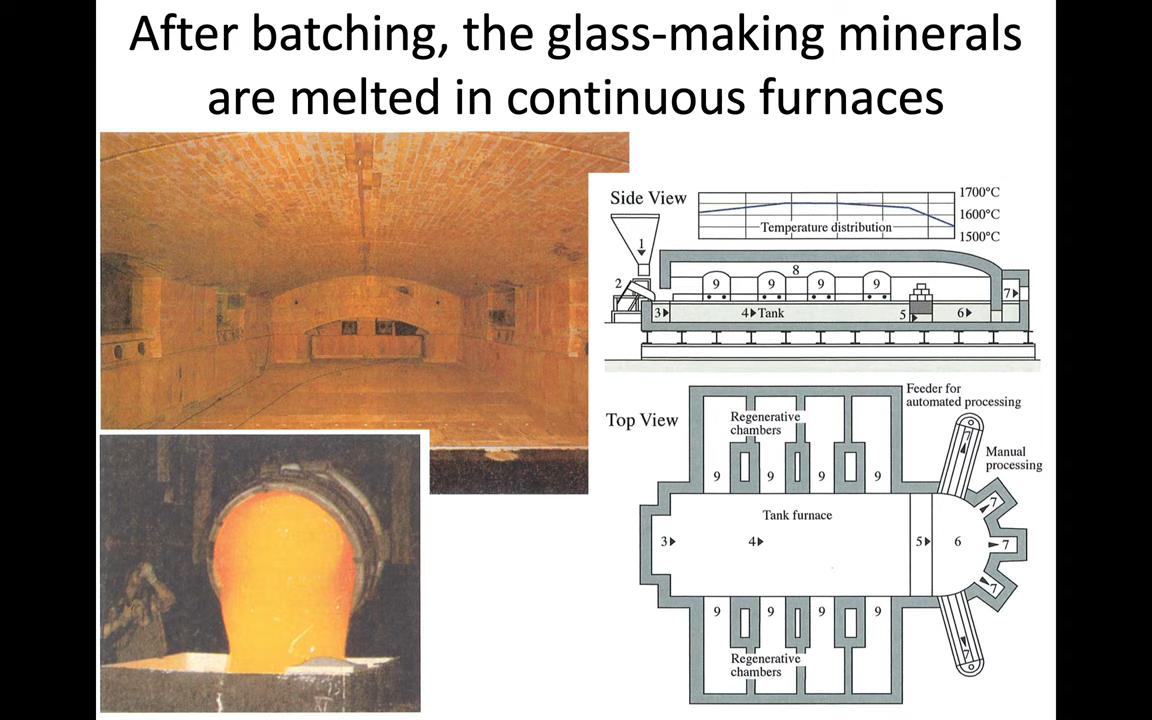 After batching, the glass-making minerals
are melted in continuous furnaces
Side View
1700°C
1600°C
1500°C
Temperature distribution
1
2
8
9 9 9 9
7
3 4 Tank 5 6
Top View
Feeder for
automated processing
Regenerative
chambers
Manual
processing
9 9 9 9
7
Tank furnace
3 4 5 6 7
7
9 9 9 9
7
Regenerative
chambers